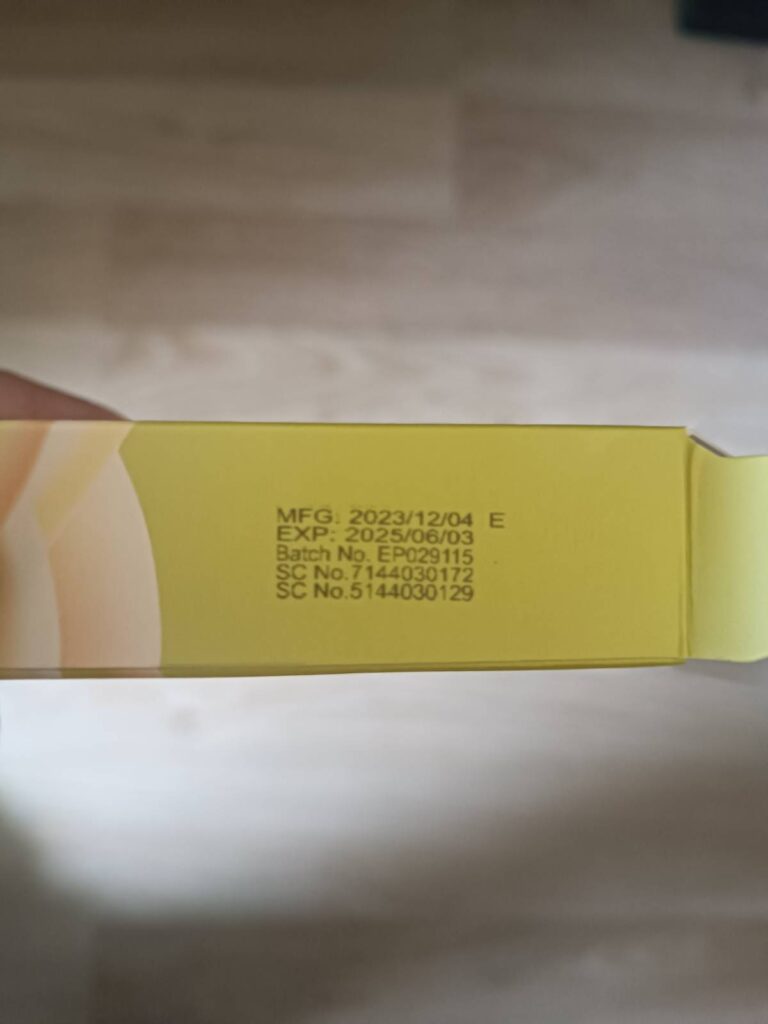 MFG: 2023/12/04 E
EXP: 2025/06/03
Batch No. EP029115
SC No.7144030172
SC No.5144030129